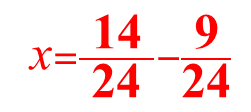 x = 14/24 − 9/24